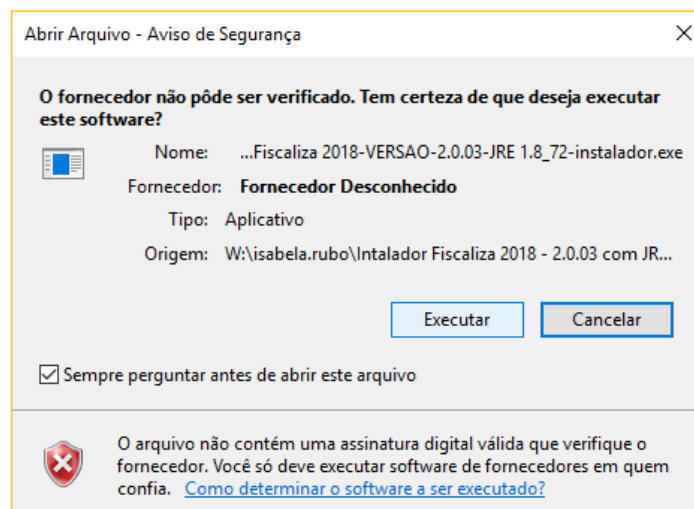 Abrir Arquivo - Aviso de Segurança
O fornecedor não pôde ser verificado. Tem certeza de que deseja executar
este software?
Nome: ...Fiscaliza 2018-VERSAO-2.0.03-JRE 1.8_72-instalador.exe
Fornecedor: Fornecedor Desconhecido
Tipo: Aplicativo
Origem: W:\isabela.rubo\Intalador Fiscaliza 2018 - 2.0.03 com JR...
Executar Cancelar
Sempre perguntar antes de abrir este arquivo
O arquivo não contém uma assinatura digital válida que verifique o
fornecedor. Você só deve executar software de fornecedores em quem
confia. Como determinar o software a ser executado?